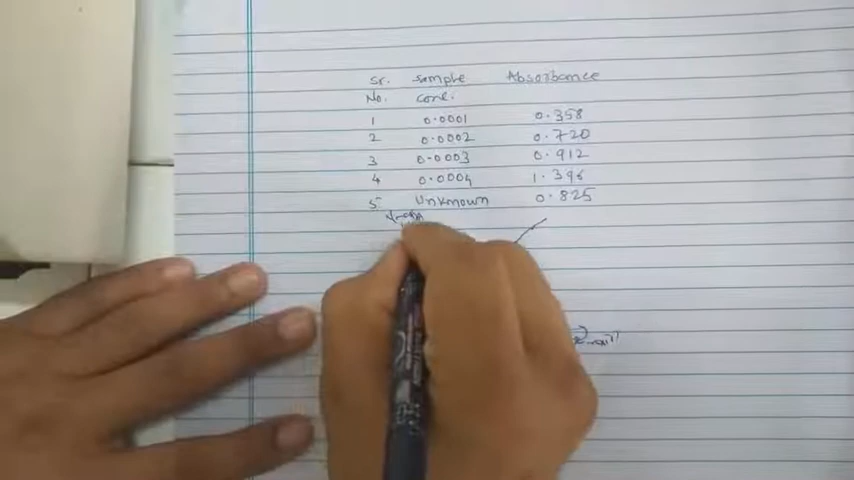 Sr. Sample Absorbance
No. Conc.
1 0.0001 0.358
2 0.0002 0.720
3 0.0003 0.912
4 0.0004 1.396
5 Unknown 0.825